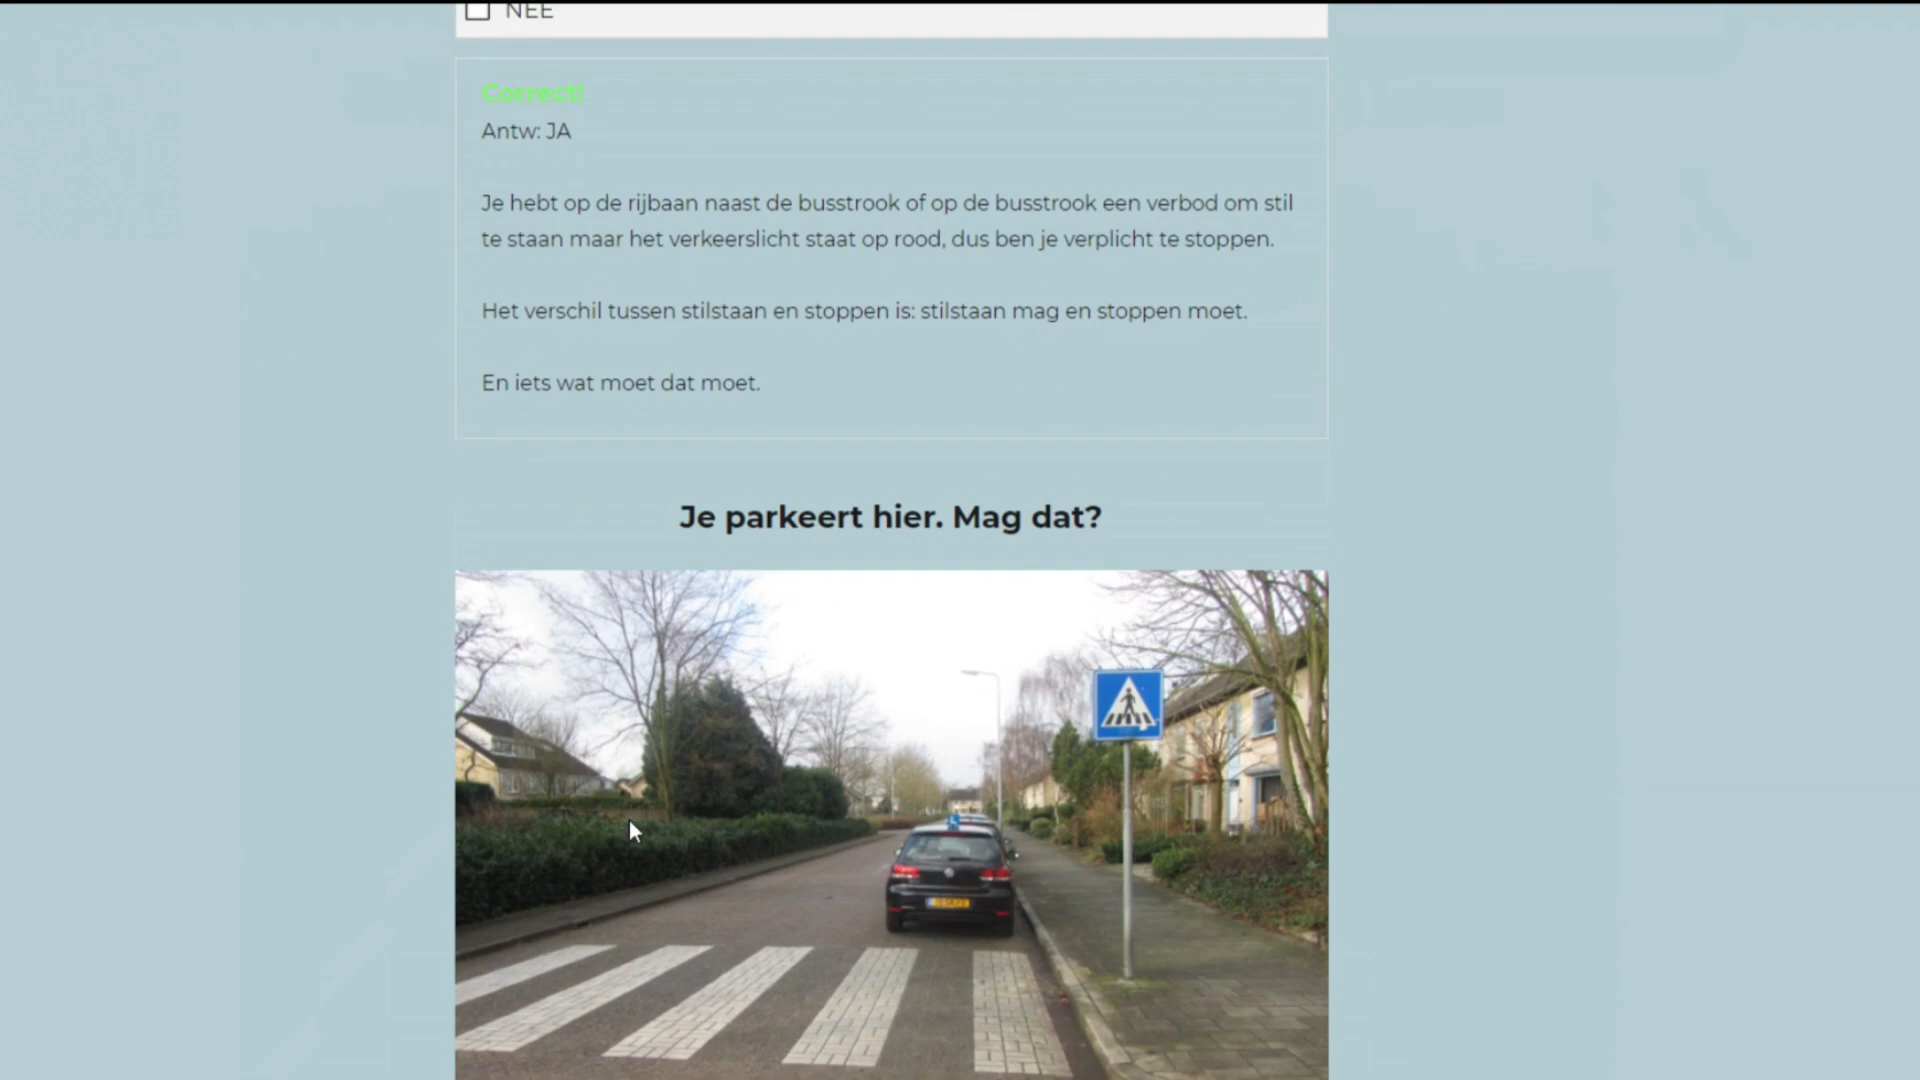 NEE
Correct!
Antw: JA
Je hebt op de rijbaan naast de busstrook of op de busstrook een verbod om stil
te staan maar het verkeerslicht staat op rood, dus ben je verplicht te stoppen.
Het verschil tussen stilstaan en stoppen is: stilstaan mag en stoppen moet.
En iets wat moet dat moet.
Je parkeert hier. Mag dat?
L